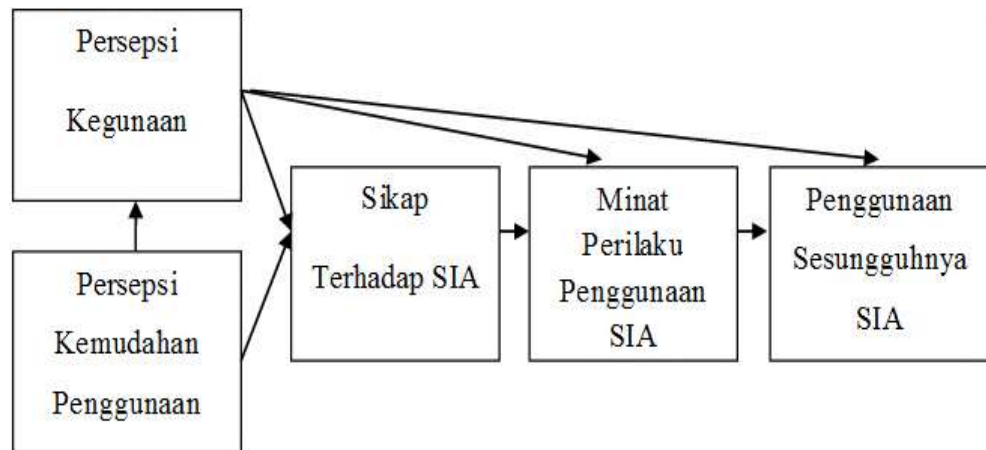 Persepsi
Kegunaan
Persepsi
Kemudahan
Penggunaan
Sikap
Terhadap SIA
Minat
Perilaku
Penggunaan
SIA
Penggunaan
Sesungguhnya
SIA